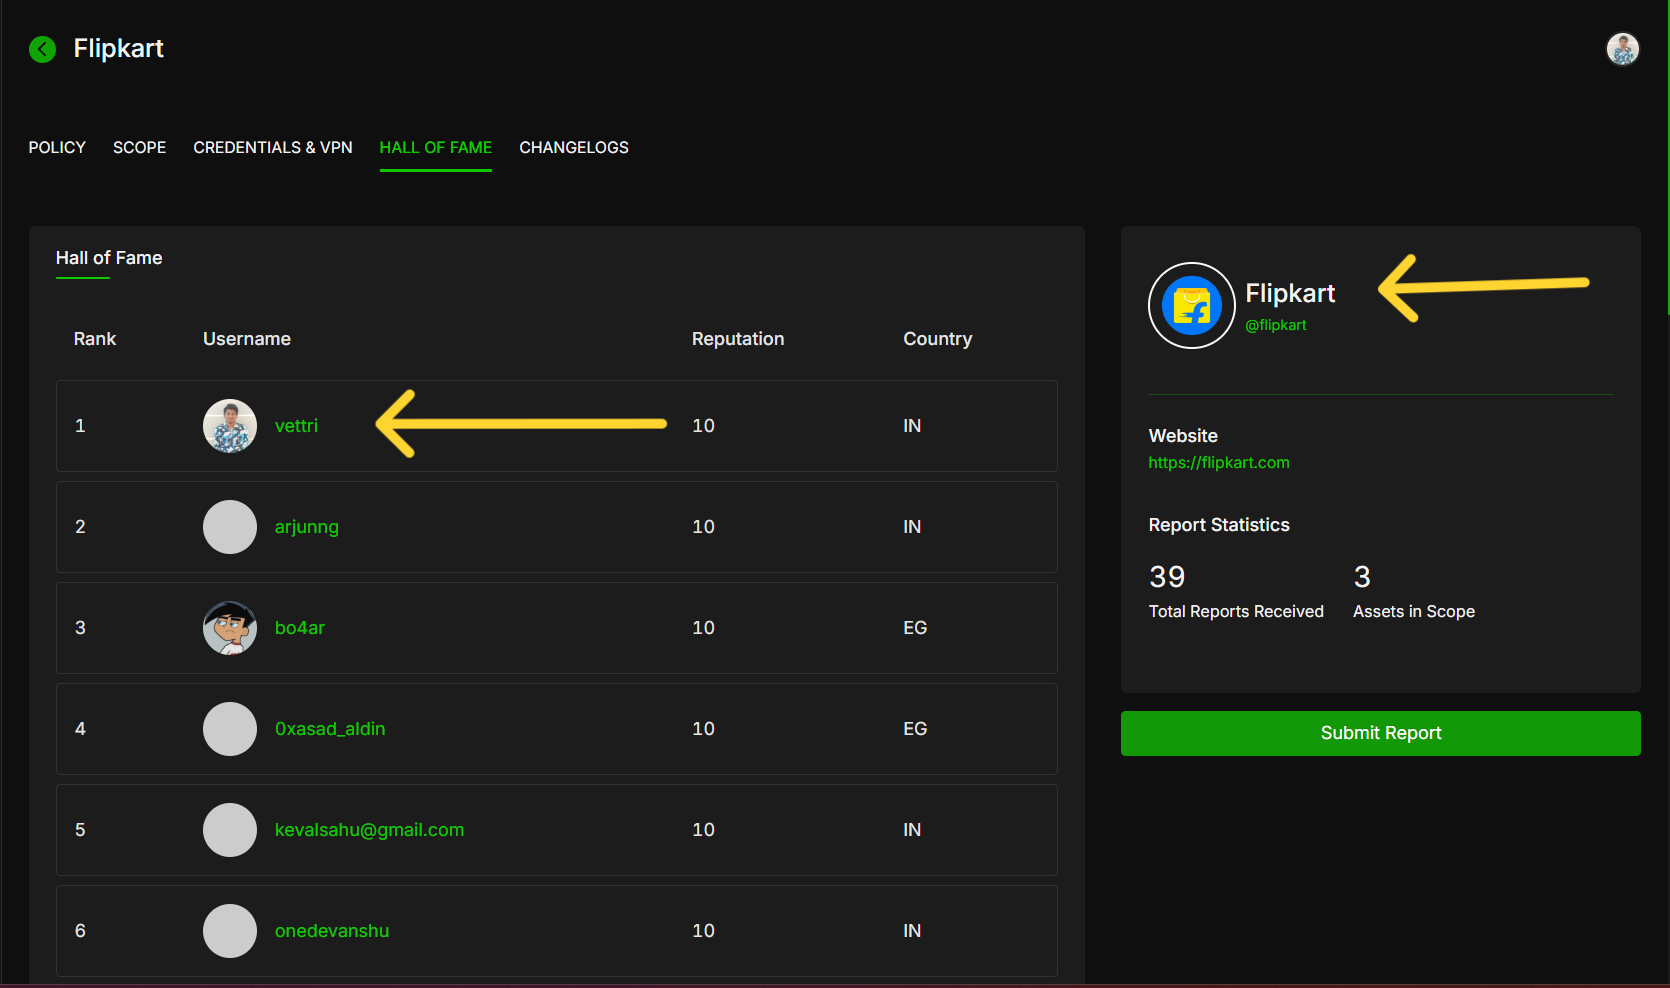 Flipkart
POLICY SCOPE CREDENTIALS & VPN HALL OF FAME CHANGELOGS
Hall of Fame
Rank Username Reputation Country
1 vettri 10 IN
2 arjunng 10 IN
3 bo4ar 10 EG
4 0xasad_aldin 10 EG
5 kevalsahu@gmail.com 10 IN
6 onedevanshu 10 IN
Flipkart
@flipkart
Website
https://flipkart.com
Report Statistics
39 3
Total Reports Received Assets in Scope
Submit Report